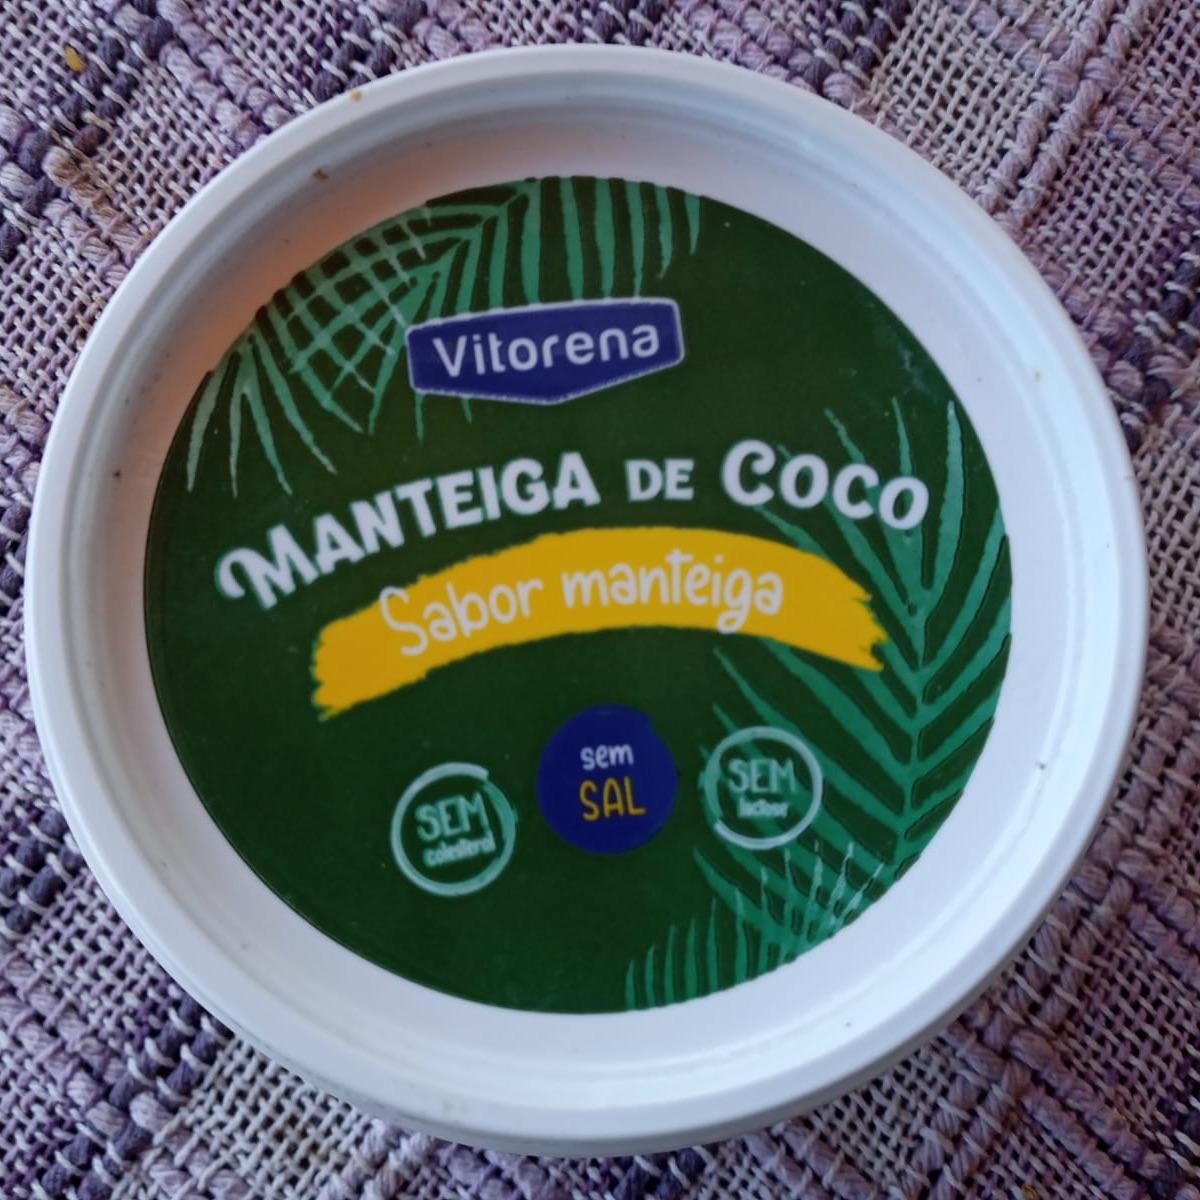 Vitorena
MANTEIGA DE COCO
Sabor manteiga
sem
SAL
SEM
colesterol
SEM
lactose